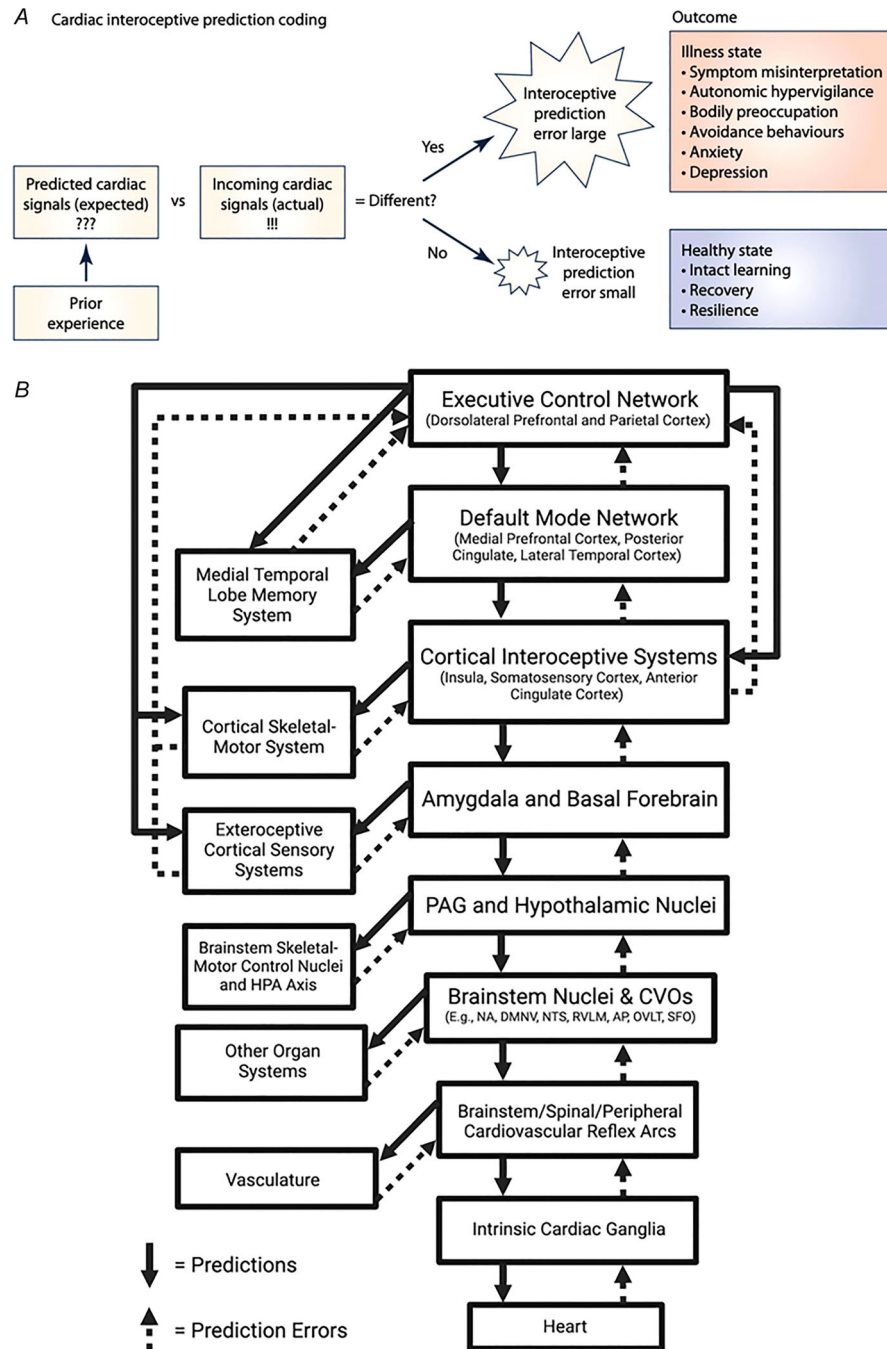 A Cardiac interoceptive prediction coding
Outcome
Predicted cardiac
signals (expected)
???
vs
Incoming cardiac
signals (actual)
!!!
= Different?
Prior
experience
Yes
Interoceptive
prediction
error large
Illness state
• Symptom misinterpretation
• Autonomic hypervigilance
• Bodily preoccupation
• Avoidance behaviours
• Anxiety
• Depression
No
Interoceptive
prediction
error small
Healthy state
• Intact learning
• Recovery
• Resilience
B
Executive Control Network
(Dorsolateral Prefrontal and Parietal Cortex)
Default Mode Network
(Medial Prefrontal Cortex, Posterior
Cingulate, Lateral Temporal Cortex)
Medial Temporal
Lobe Memory
System
Cortical Interoceptive Systems
(Insula, Somatosensory Cortex, Anterior
Cingulate Cortex)
Cortical Skeletal-
Motor System
Amygdala and Basal Forebrain
Exteroceptive
Cortical Sensory
Systems
PAG and Hypothalamic Nuclei
Brainstem Skeletal-
Motor Control Nuclei
and HPA Axis
Brainstem Nuclei & CVOs
(E.g., NA, DMNV, NTS, RVLM, AP, OVLT, SFO)
Other Organ
Systems
Brainstem/Spinal/Peripheral
Cardiovascular Reflex Arcs
Vasculature
Intrinsic Cardiac Ganglia
= Predictions
Heart
= Prediction Errors